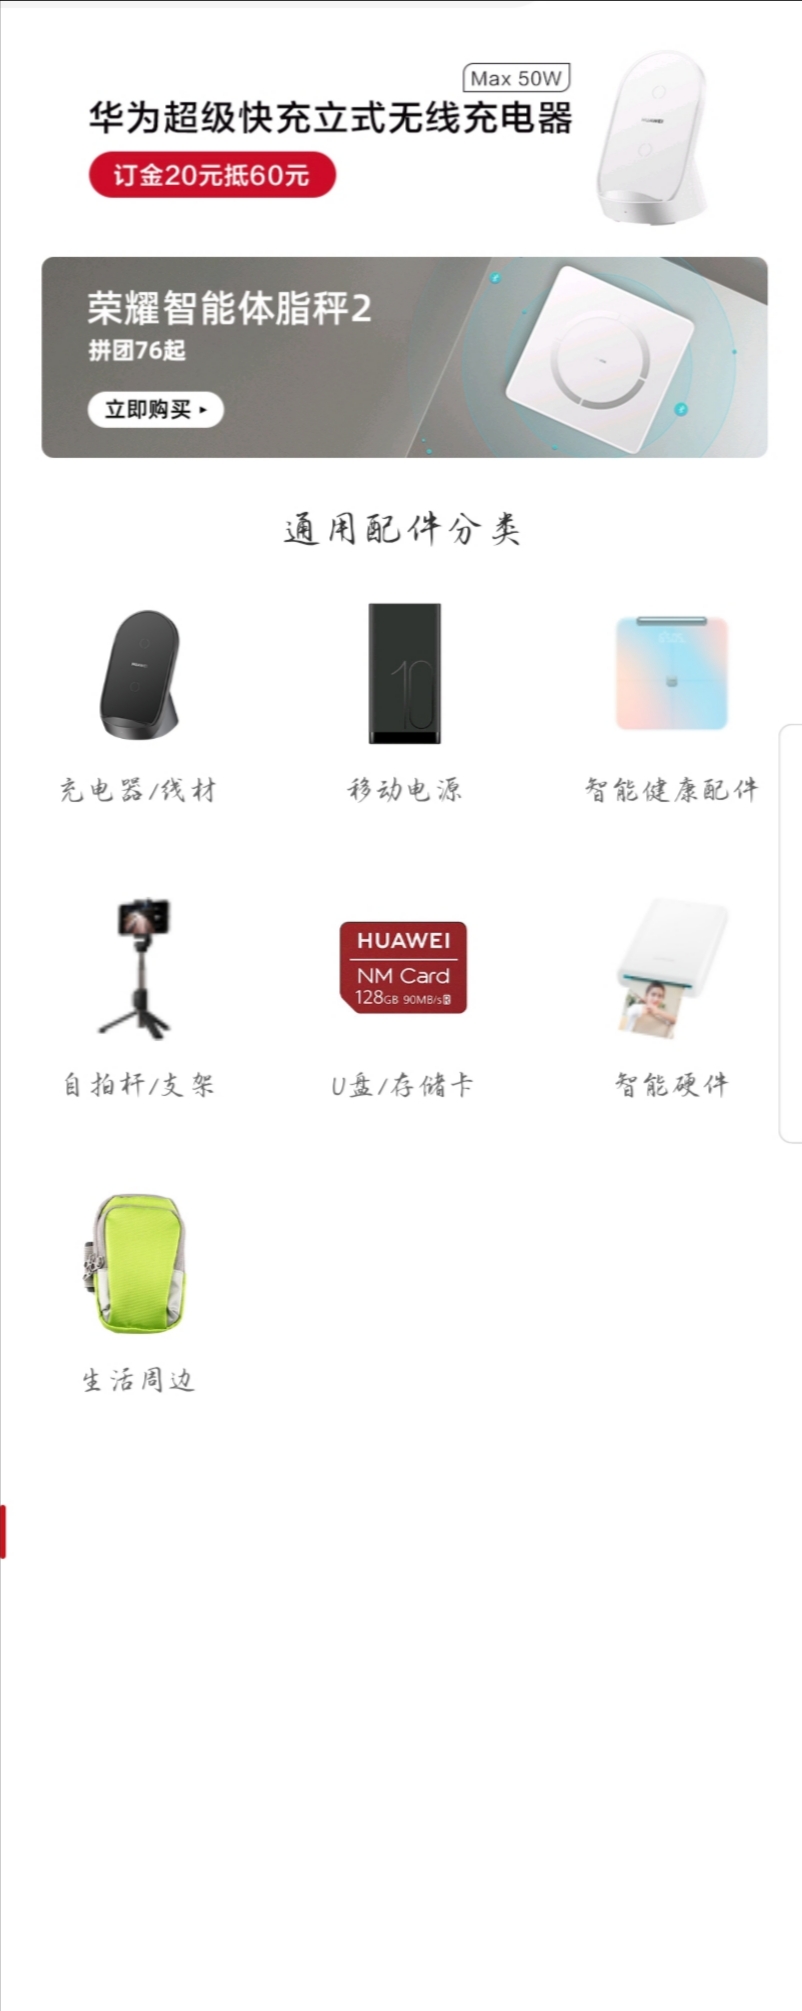 Max 50W
华为超级快充立式无线充电器
HUAWEI
订金20元抵60元
荣耀智能体脂秤2
拼团76起
立即购买
通用配件分类
10
充电器/线材
移动电源
智能健康配件
HUAWEI
NM Card
128GB 90MB/s
自拍杆/支架
U盘/存储卡
智能硬件
生活周边